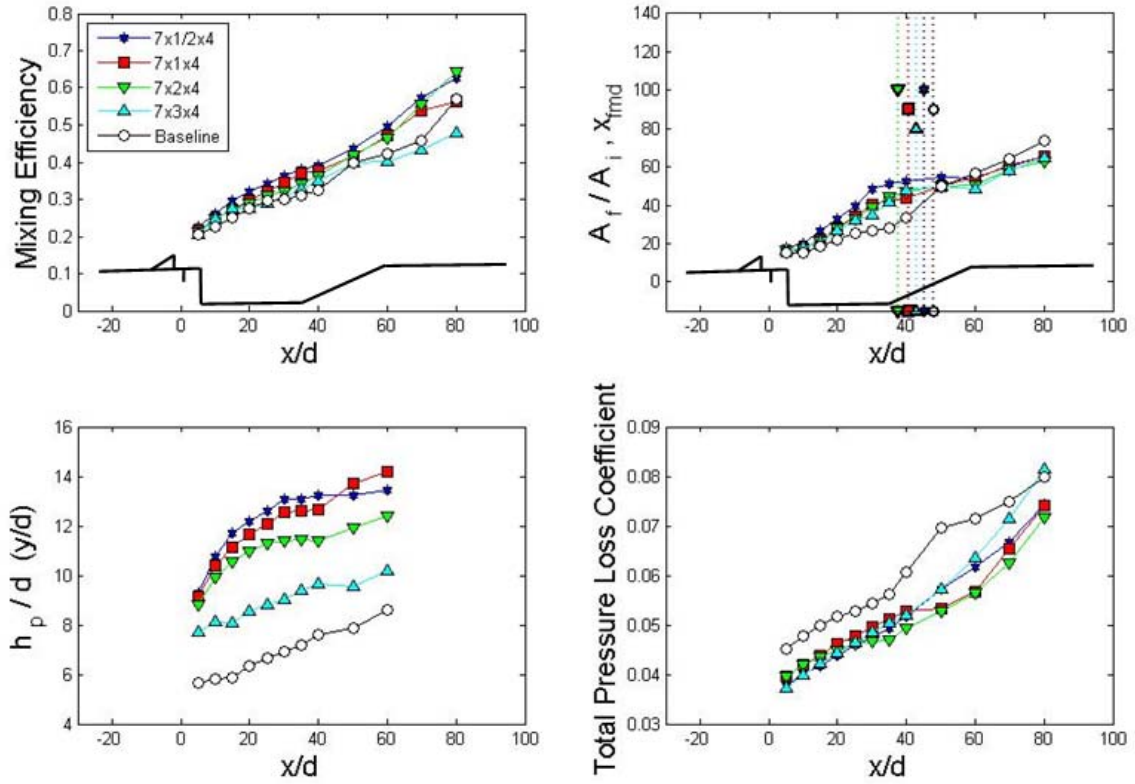 0.8
0.7
0.6
0.5
0.4
0.3
0.2
0.1
0
Mixing Efficiency
7x1/2x4
7x1x4
7x2x4
7x3x4
Baseline
-20 0 20 40 60 80 100
x/d
140
120
100
80
60
40
20
0
A_f / A_i , x_fmd
-20 0 20 40 60 80 100
x/d
16
14
12
10
8
6
4
h_p / d (y/d)
-20 0 20 40 60 80 100
x/d
0.09
0.08
0.07
0.06
0.05
0.04
0.03
Total Pressure Loss Coefficient
-20 0 20 40 60 80 100
x/d